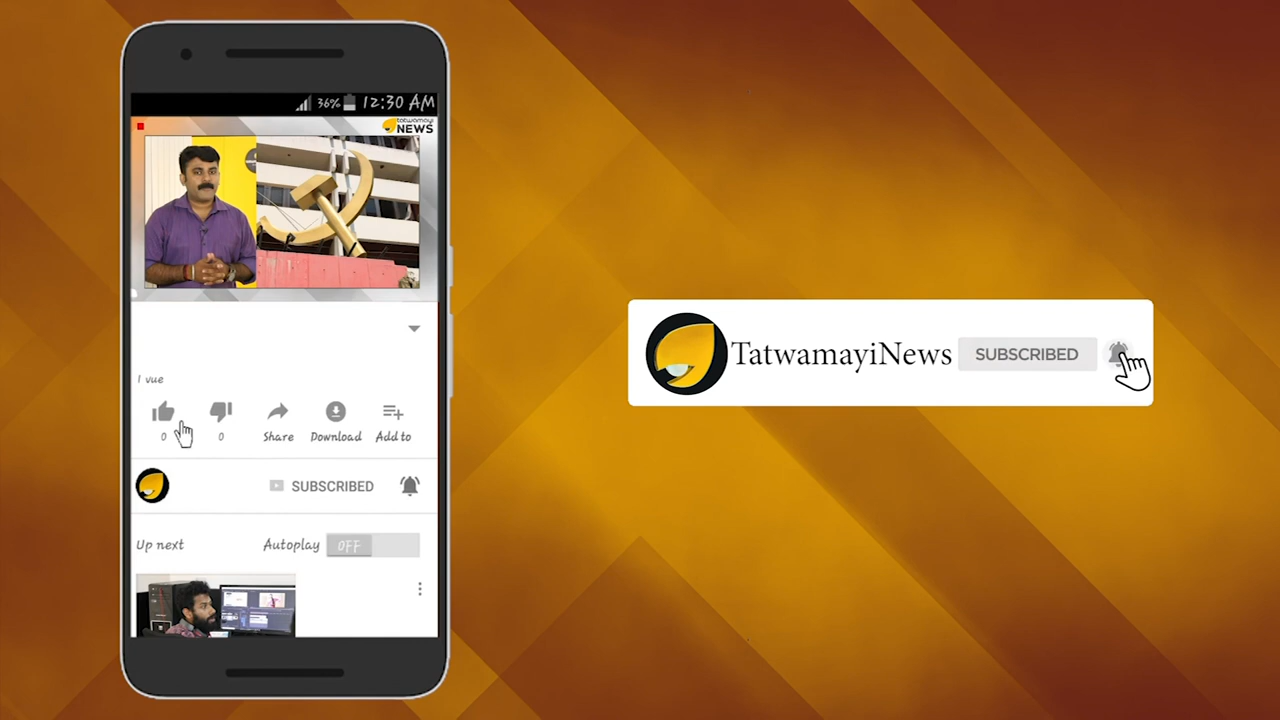 36% 12:30 AM
tatwamayi
NEWS
1 vue
0 0 Share Download Add to
SUBSCRIBED
Up next Autoplay OFF
TatwamayiNews SUBSCRIBED